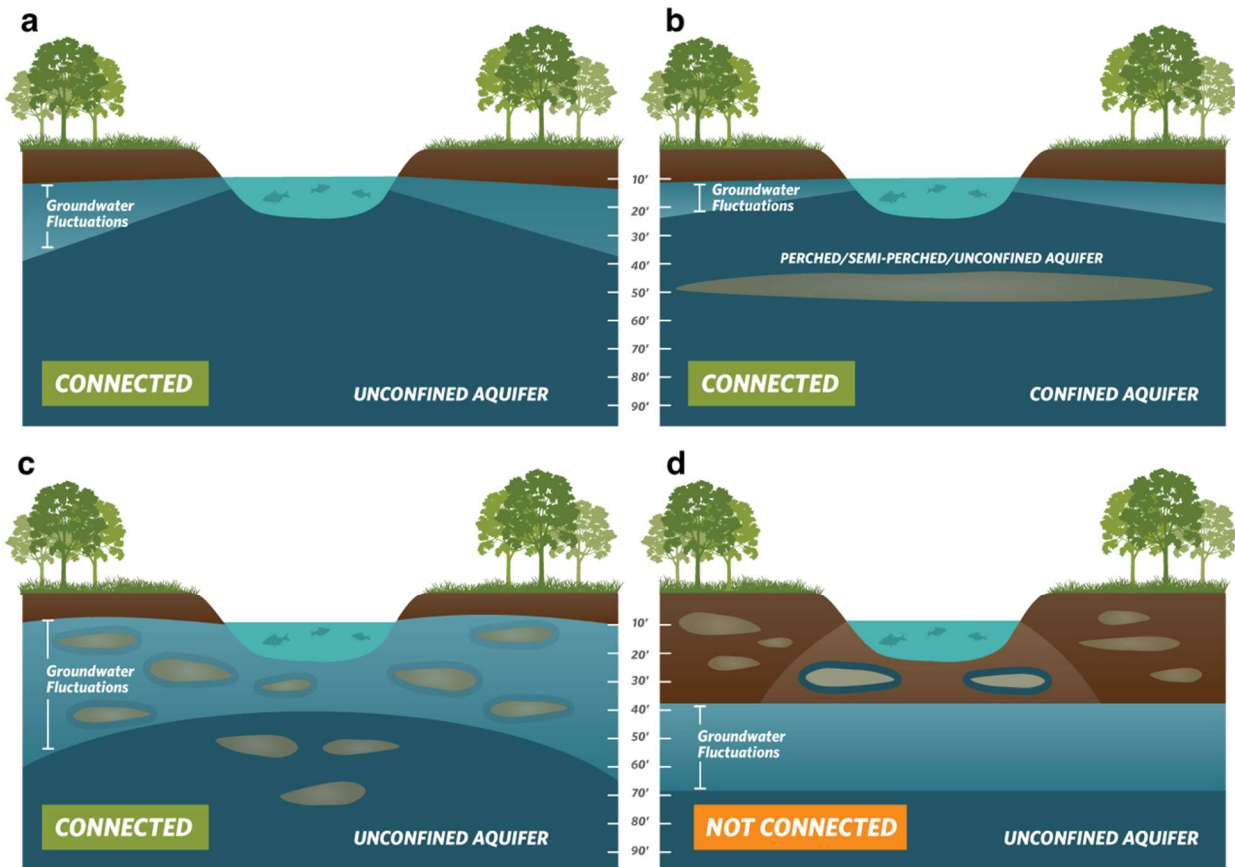 a
b
10'
20'
30'
40'
50'
60'
70'
80'
90'
Groundwater
Fluctuations
CONNECTED
UNCONFINED AQUIFER
Groundwater
Fluctuations
PERCHED/SEMI-PERCHED/UNCONFINED AQUIFER
CONNECTED
CONFINED AQUIFER
c
d
10'
20'
30'
40'
50'
60'
70'
80'
90'
Groundwater
Fluctuations
CONNECTED
UNCONFINED AQUIFER
Groundwater
Fluctuations
NOT CONNECTED
UNCONFINED AQUIFER